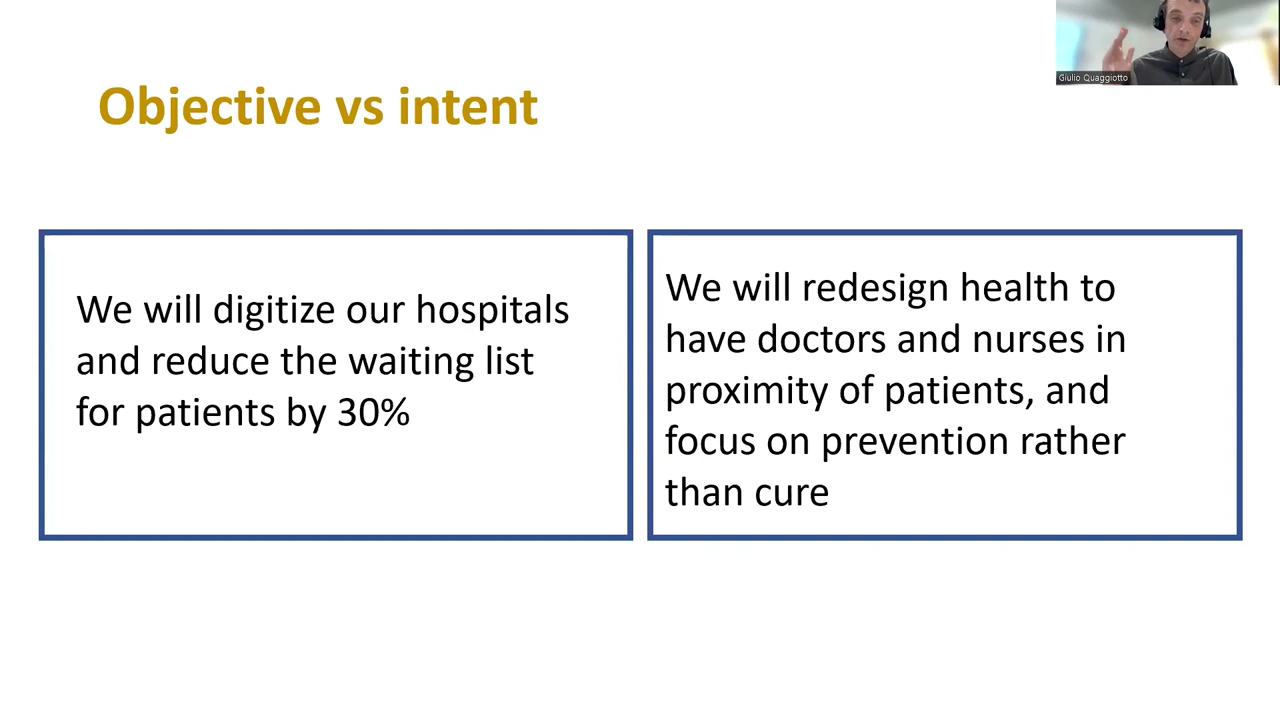 Objective vs intent
We will digitize our hospitals
and reduce the waiting list
for patients by 30%
We will redesign health to
have doctors and nurses in
proximity of patients, and
focus on prevention rather
than cure
Giulio Quaggiotto